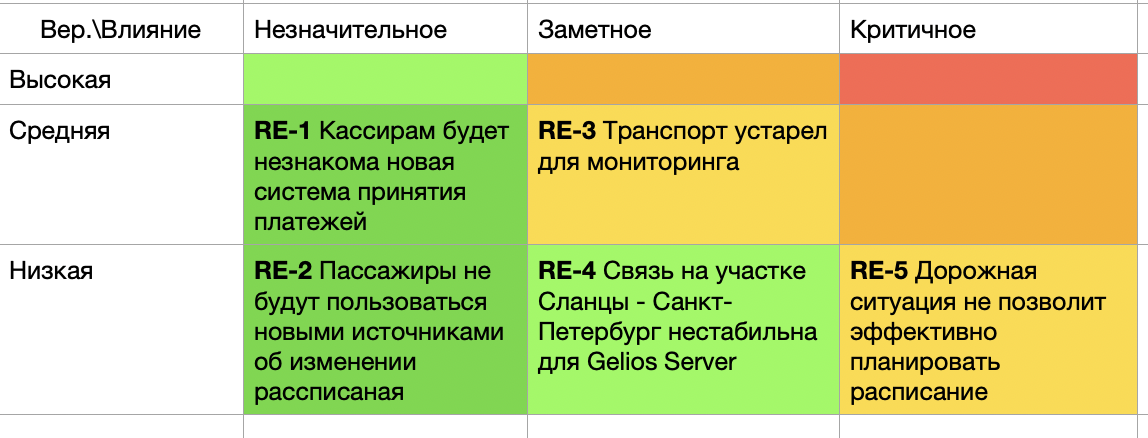 Вер.\Влияние
Незначительное
Заметное
Критичное
Высокая
Средняя
RE-1 Кассирам будет
незнакома новая
система принятия
платежей
RE-3 Транспорт устарел
для мониторинга
Низкая
RE-2 Пассажиры не
будут пользоваться
новыми источниками
об изменении
рассписаная
RE-4 Связь на участке
Сланцы - Санкт-
Петербург нестабильна
для Gelios Server
RE-5 Дорожная
ситуация не позволит
эффективно
планировать
расписание